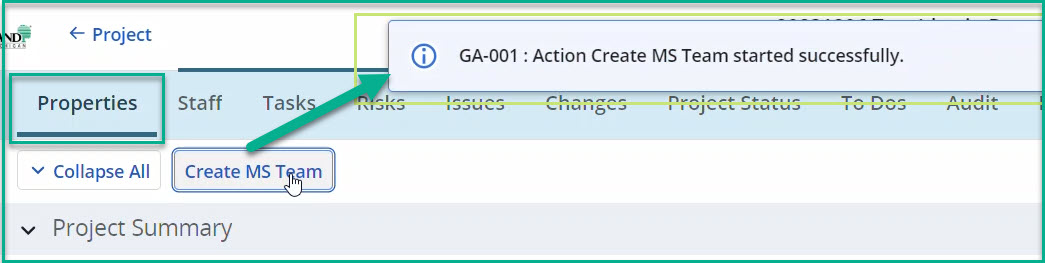 AND
← Project
GA-001 : Action Create MS Team started successfully.
Properties Staff Tasks Risks Issues Changes Project Status To Dos Audit
Collapse All Create MS Team
Project Summary